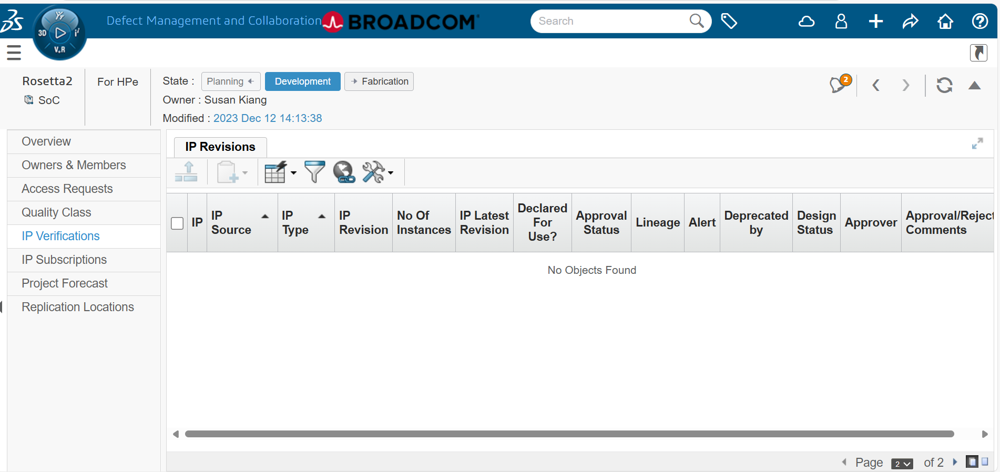 Defect Management and Collaboration
BROADCOM
Search
3D
V.R
Rosetta2
SoC
For HPe
State :
Planning
Development
Fabrication
Owner : Susan Kiang
Modified : 2023 Dec 12 14:13:38
2
Overview
Owners & Members
Access Requests
Quality Class
IP Verifications
IP Subscriptions
Project Forecast
Replication Locations
IP Revisions
IP
IP Source
IP Type
IP Revision
No Of Instances
IP Latest Revision
Declared For Use?
Approval Status
Lineage
Alert
Deprecated by
Design Status
Approver
Approval/Reject Comments
No Objects Found
Page 2 of 2